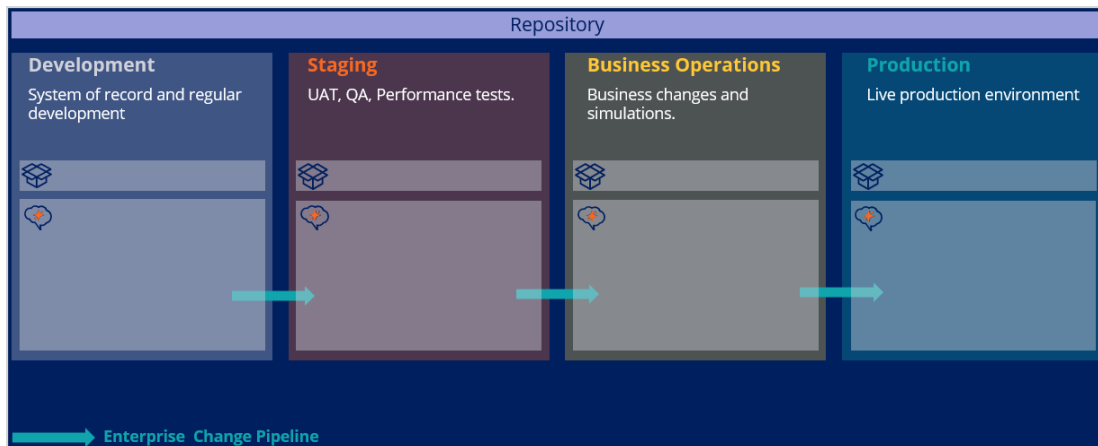 Repository
Development
System of record and regular
development
Staging
UAT, QA, Performance tests.
Business Operations
Business changes and
simulations.
Production
Live production environment
Enterprise Change Pipeline